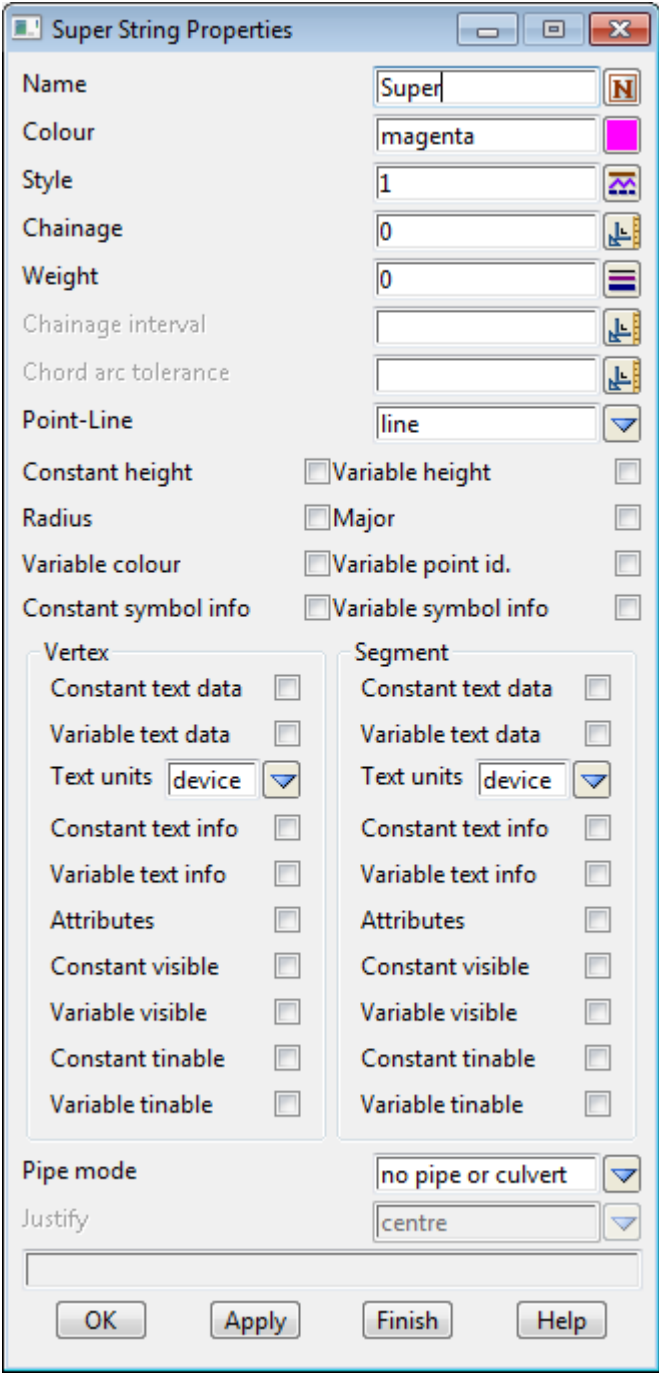 Super String Properties
Name Super N
Colour magenta
Style 1
Chainage 0
Weight 0
Chainage interval
Chord arc tolerance
Point-Line line
Constant height Variable height
Radius Major
Variable colour Variable point id.
Constant symbol info Variable symbol info
Vertex Segment
Constant text data Constant text data
Variable text data Variable text data
Text units device Text units device
Constant text info Constant text info
Variable text info Variable text info
Attributes Attributes
Constant visible Constant visible
Variable visible Variable visible
Constant tinable Constant tinable
Variable tinable Variable tinable
Pipe mode no pipe or culvert
Justify centre
OK Apply Finish Help